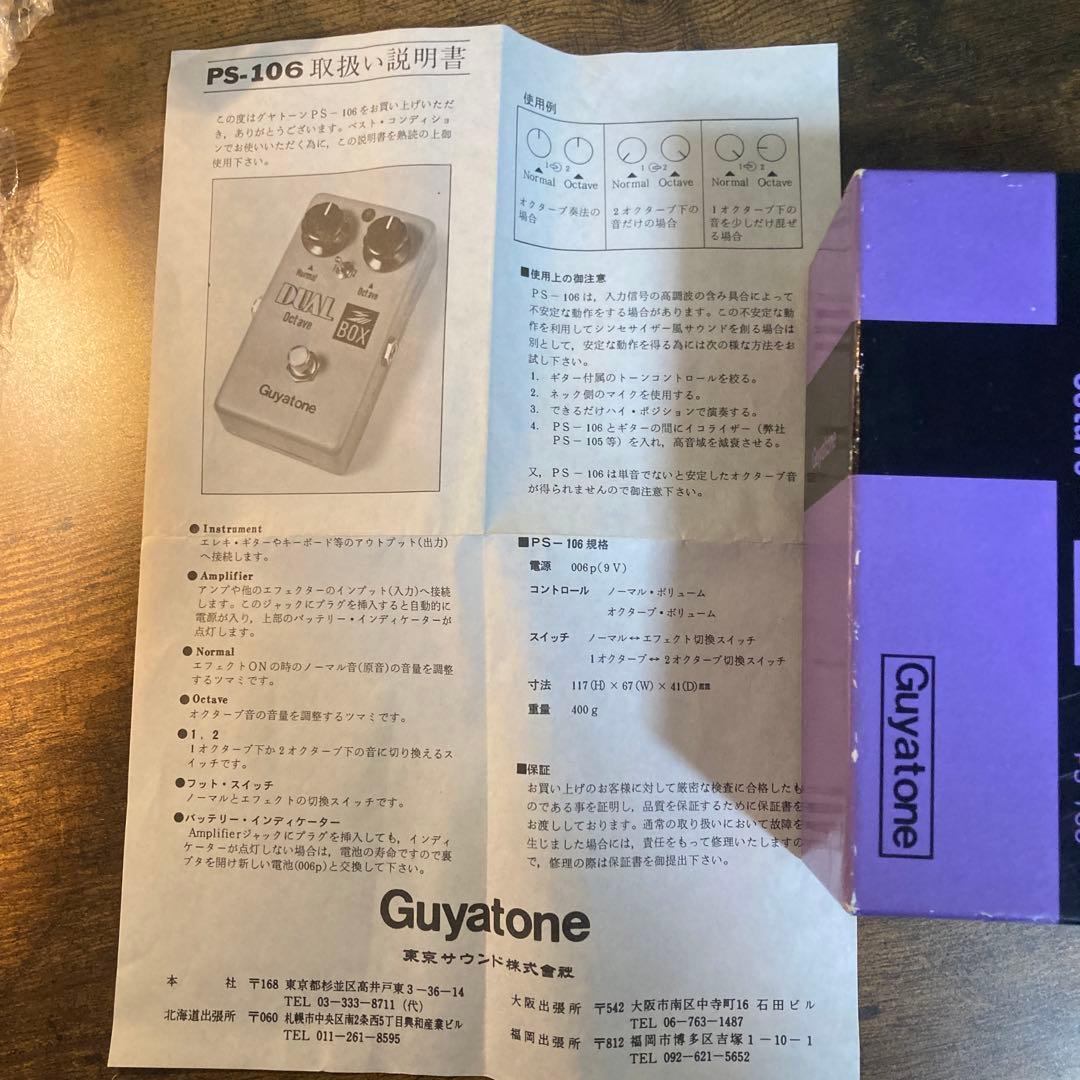 PS-106 取扱い説明書
この度はグヤトーンPS－106をお買い上げいただ
き，ありがとうございます。ベスト・コンディショ
ンでお使いいただく為に，この説明書を熟読の上御
使用下さい。
Normal
Octave
DUAL
Octave
BOX
Guyatone
● Instrument
エレキ・ギターやキーボード等のアウトプット(出力)
へ接続します。
● Amplifier
アンプや他のエフェクターのインプット(入力)へ接続
します。このジャックにプラグを挿入すると自動的に
電源が入り，上部のバッテリー・インディケーターが
点灯します。
● Normal
エフェクトONの時のノーマル音(原音)の音量を調整
するツマミです。
● Octave
オクターブ音の音量を調整するツマミです。
● 1，2
1オクターブ下か2オクターブ下の音に切り換えるス
イッチです。
● フット・スイッチ
ノーマルとエフェクトの切換スイッチです。
● バッテリー・インディケーター
Amplifierジャックにプラグを挿入しても，インディ
ケーターが点灯しない場合は，電池の寿命ですので裏
ブタを開け新しい電池(006p)と交換して下さい。
使用例
1 2
Normal Octave
オクターブ奏法の
場合
1 2
Normal Octave
2オクターブ下の
音だけの場合
1 2
Normal Octave
1オクターブ下の
音を少しだけ混ぜ
る場合
■使用上の御注意
PS－106は，入力信号の高調波の含み具合によって
不安定な動作をする場合があります。この不安定な動
作を利用してシンセサイザー風サウンドを創る場合は
別として，安定な動作を得る為には次の様な方法をお
試し下さい。
1. ギター付属のトーンコントロールを絞る。
2. ネック側のマイクを使用する。
3. できるだけハイ・ポジションで演奏する。
4. PS－106とギターの間にイコライザー（弊社
PS－105等）を入れ，高音域を減衰させる。
又，PS－106は単音でないと安定したオクターブ音
が得られませんので御注意下さい。
■PS－106規格
電源 006p(9V)
コントロール ノーマル・ボリューム
オクターブ・ボリューム
スイッチ ノーマル↔エフェクト切換スイッチ
1オクターブ↔2オクターブ切換スイッチ
寸法 117(H)×67(W)×41(D)㎜
重量 400g
■保証
お買い上げのお客様に対して厳密な検査に合格したも
のである事を証明し，品質を保証するために保証書を
お渡ししております。通常の取り扱いにおいて故障を
生じました場合には，責任をもって修理いたしますの
で，修理の際は保証書を御提出下さい。
Guyatone
東京サウンド株式會社
本 社 〒168 東京都杉並区高井戸東3－36－14
TEL 03－333－8711（代）
北海道出張所 〒060 札幌市中央区南2条西5丁目興和産業ビル
TEL 011－261－8595
大阪出張所 〒542 大阪市南区中寺町16 石田ビル
TEL 06－763－1487
福岡出張所 〒812 福岡市博多区吉塚1－10－1
TEL 092－621－5652
Guyatone
Guyatone